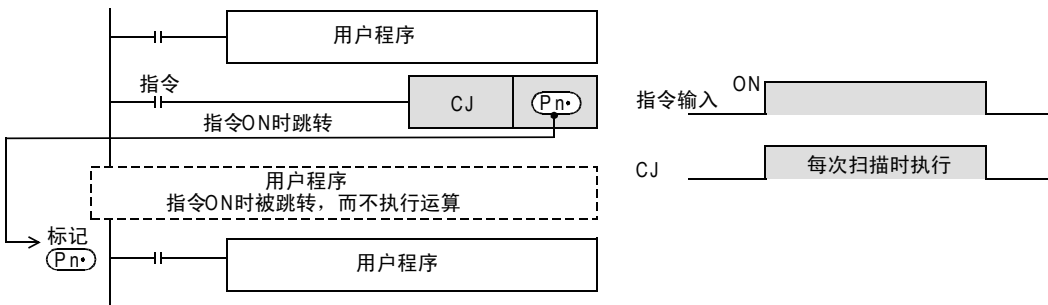 用户程序
指令
CJ
Pn•
指令ON时跳转
用户程序
指令ON时被跳转，而不执行运算
标记
Pn•
用户程序
指令输入
ON
CJ
每次扫描时执行